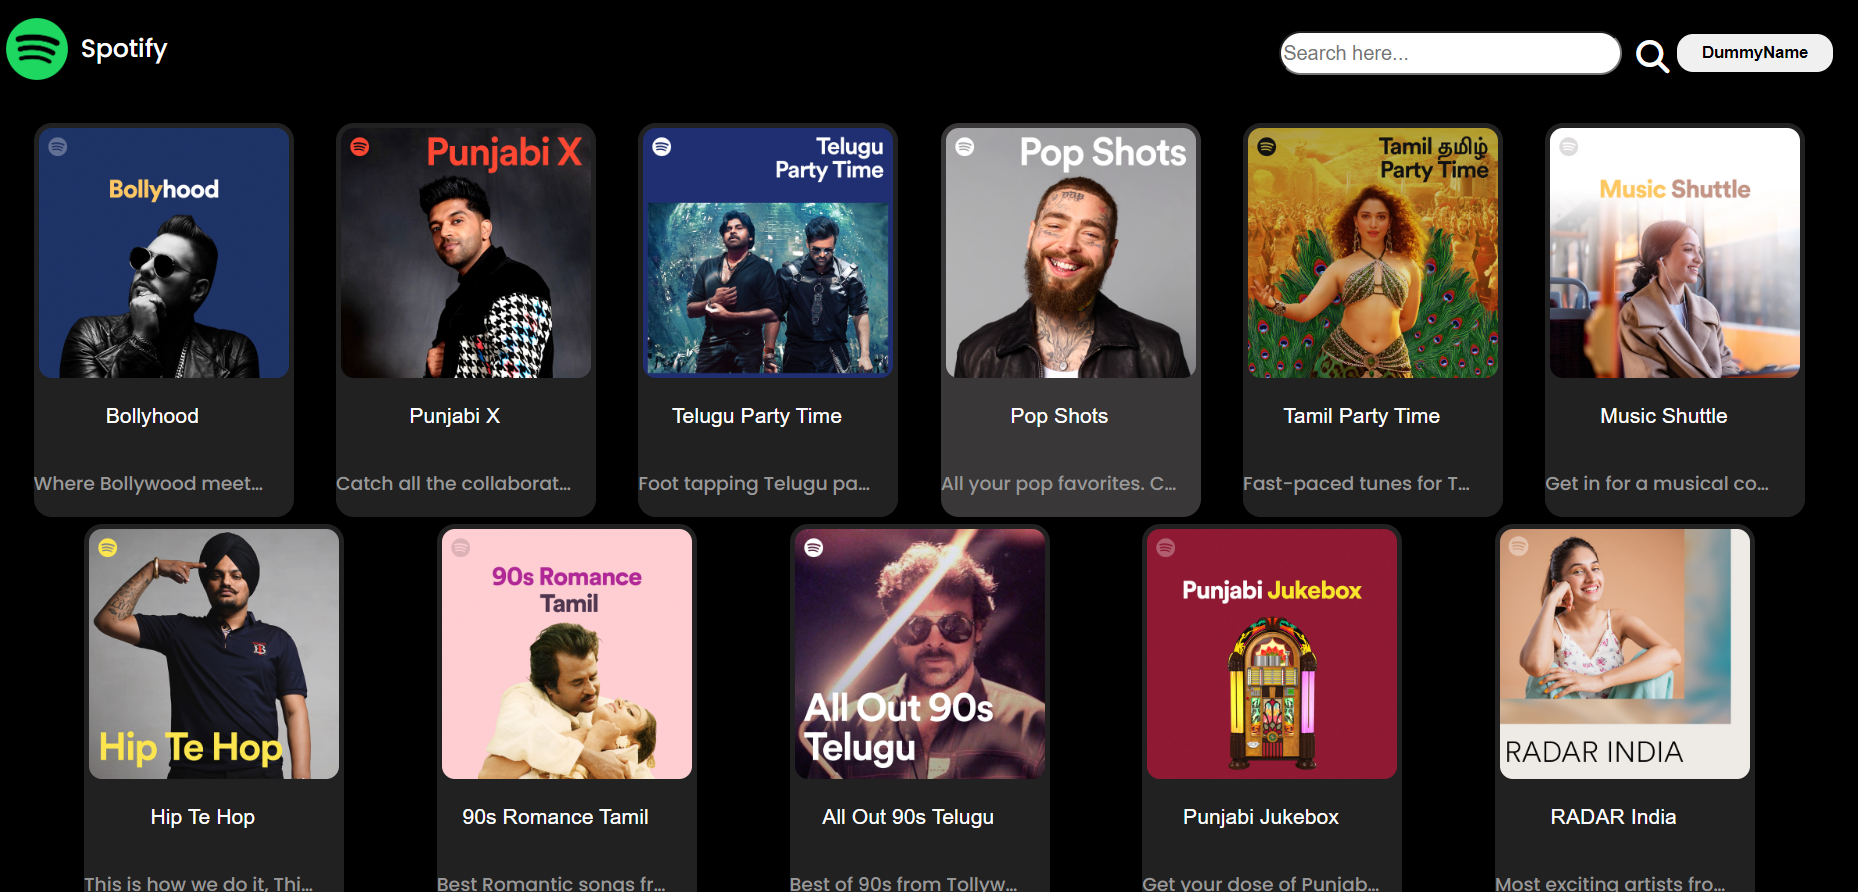 Spotify
Search here...
DummyName
Bollyhood
Punjabi X
Telugu
Party Time
Pop Shots
pop
Tamil தமிழ்
Party Time
Music Shuttle
Bollyhood
Punjabi X
Telugu Party Time
Pop Shots
Tamil Party Time
Music Shuttle
Where Bollywood meet...
Catch all the collaborat...
Foot tapping Telugu pa...
All your pop favorites. C...
Fast-paced tunes for T...
Get in for a musical co...
Hip Te Hop
90s Romance
Tamil
All Out 90s
Telugu
Punjabi Jukebox
RADAR INDIA
Hip Te Hop
90s Romance Tamil
All Out 90s Telugu
Punjabi Jukebox
RADAR India
This is how we do it, Thi...
Best Romantic songs fr...
Best of 90s from Tollyw...
Get your dose of Punjab...
Most exciting artists fro...